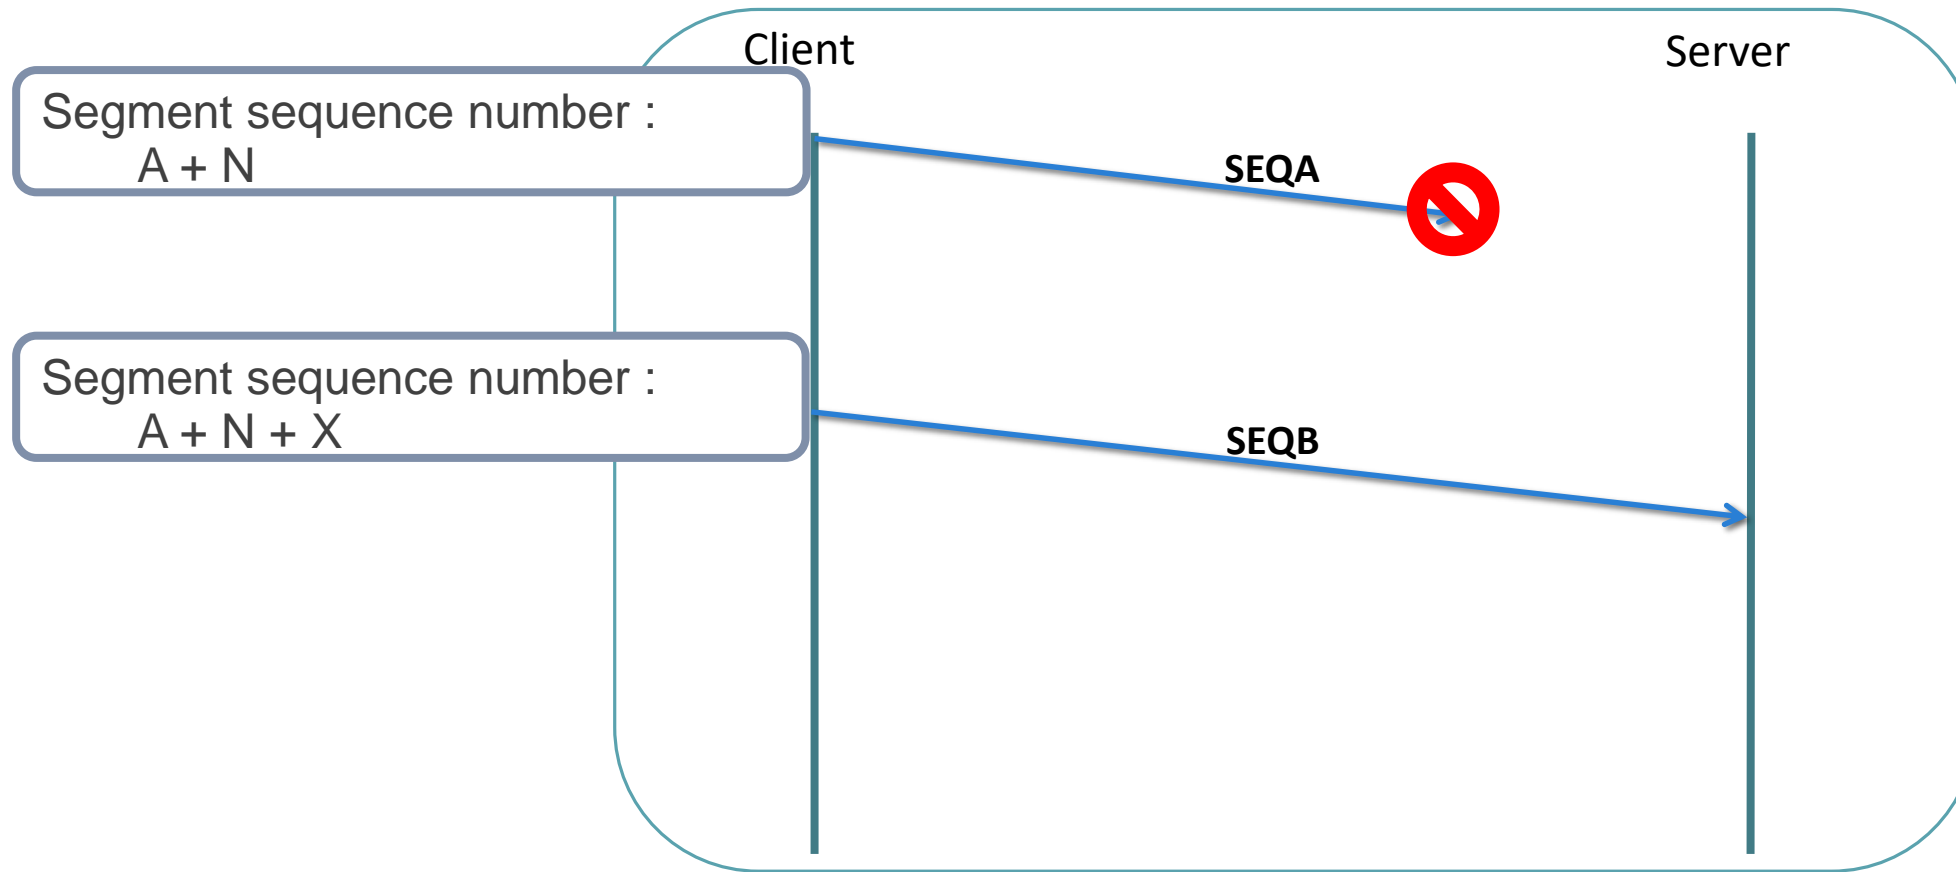 Client
Server
Segment sequence number :
A + N
SEQA
Segment sequence number :
A + N + X
SEQB